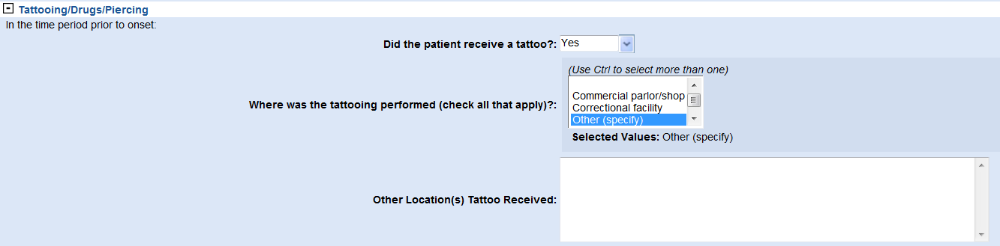 Tattooing/Drugs/Piercing
In the time period prior to onset:
Did the patient receive a tattoo?: Yes
(Use Ctrl to select more than one)
Where was the tattooing performed (check all that apply)?:
Commercial parlor/shop
Correctional facility
Other (specify)
Selected Values: Other (specify)
Other Location(s) Tattoo Received: